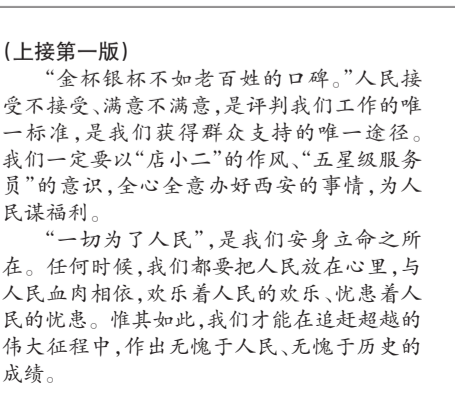 (上接第一版)
“金杯银杯不如老百姓的口碑。”人民接
受不接受、满意不满意,是评判我们工作的唯
一标准,是我们获得群众支持的唯一途径。
我们一定要以“店小二”的作风、“五星级服务
员”的意识,全心全意办好西安的事情,为人
民谋福利。
“一切为了人民”,是我们安身立命之所
在。任何时候,我们都要把人民放在心里,与
人民血肉相依,欢乐着人民的欢乐、忧患着人
民的忧患。惟其如此,我们才能在追赶超越的
伟大征程中,作出无愧于人民、无愧于历史的
成绩。